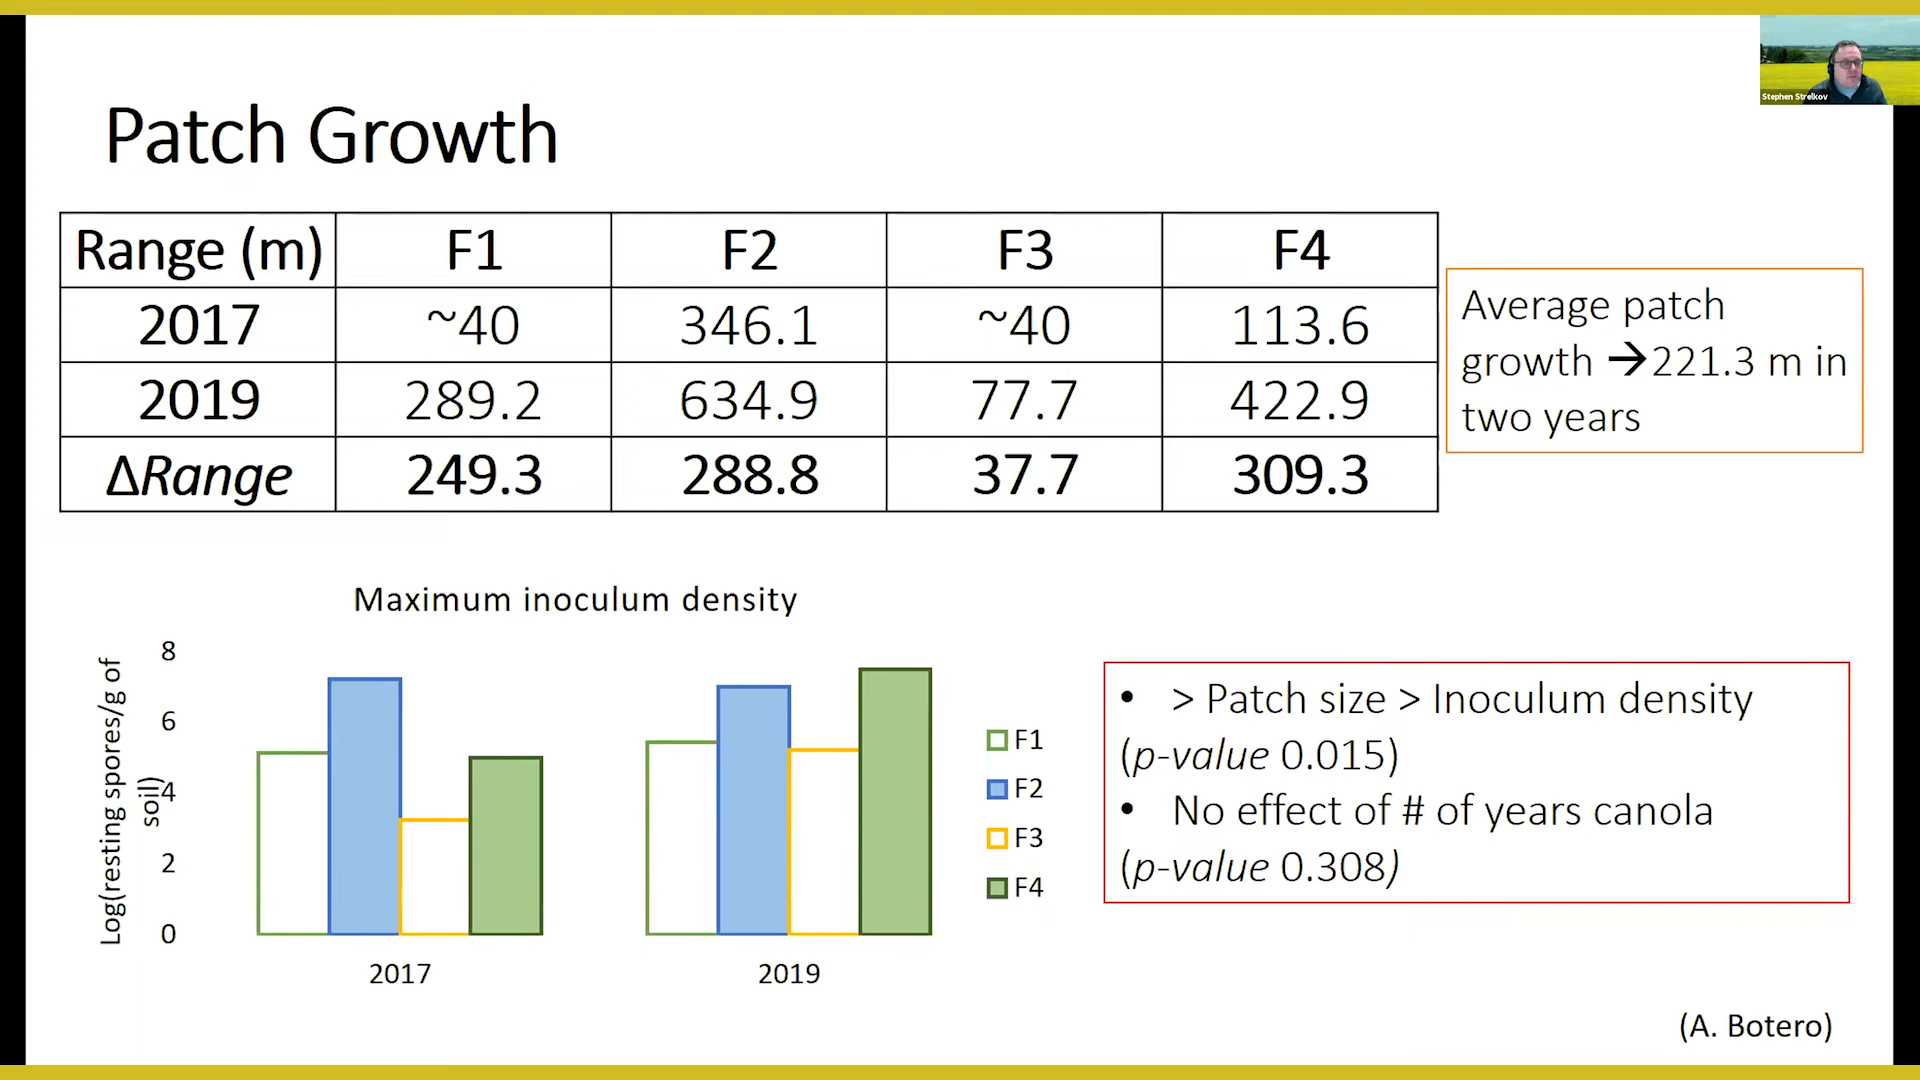 Stephen Strelkov
Patch Growth
Range (m) F1 F2 F3 F4
2017 ~40 346.1 ~40 113.6
2019 289.2 634.9 77.7 422.9
ΔRange 249.3 288.8 37.7 309.3
Average patch
growth →221.3 m in
two years
Maximum inoculum density
Log(resting spores/g of
soil)
8
6
4
2
0
2017 2019
F1
F2
F3
F4
• > Patch size > Inoculum density
(p-value 0.015)
• No effect of # of years canola
(p-value 0.308)
(A. Botero)